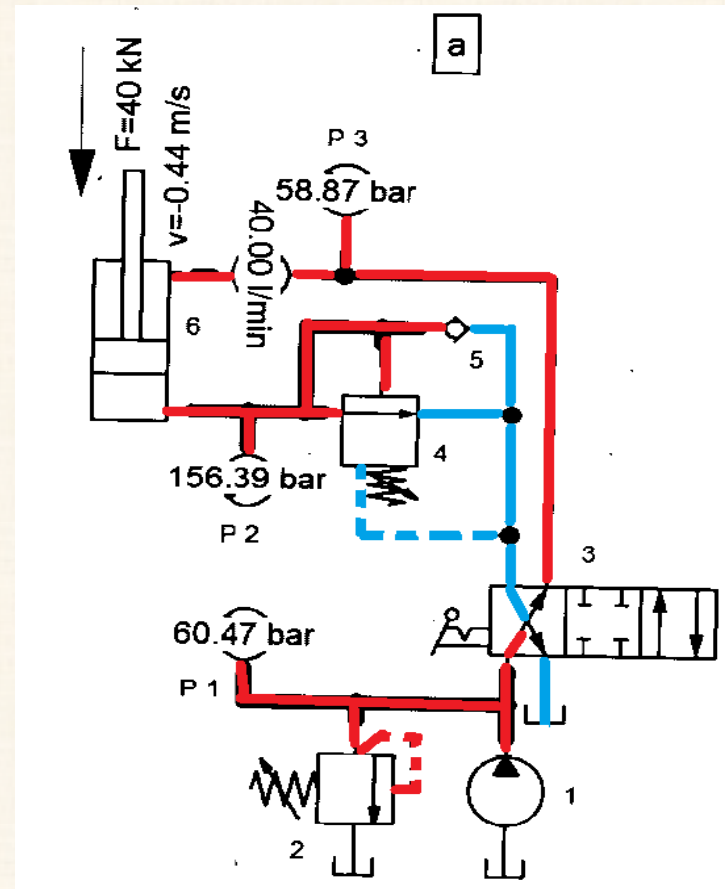 a
F=40 kN
v=-0.44 m/s
P 3
58.87 bar
40.00 l/min
6
5
4
156.39 bar
P 2
3
60.47 bar
P 1
1
2